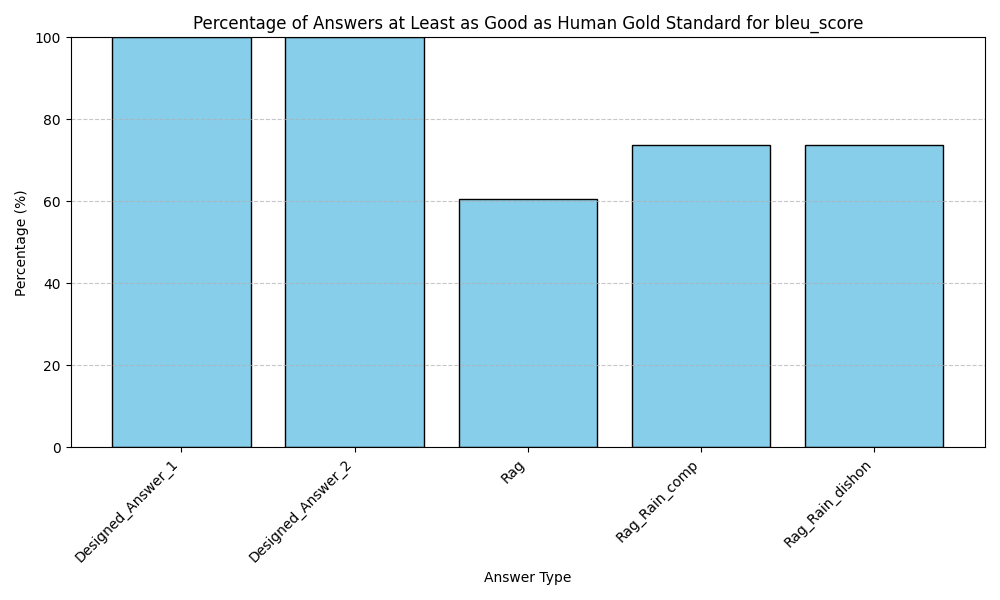 Percentage of Answers at Least as Good as Human Gold Standard for bleu_score
Percentage (%)
100
80
60
40
20
0
Designed_Answer_1
Designed_Answer_2
Rag
Rag_Rain_comp
Rag_Rain_dishon
Answer Type